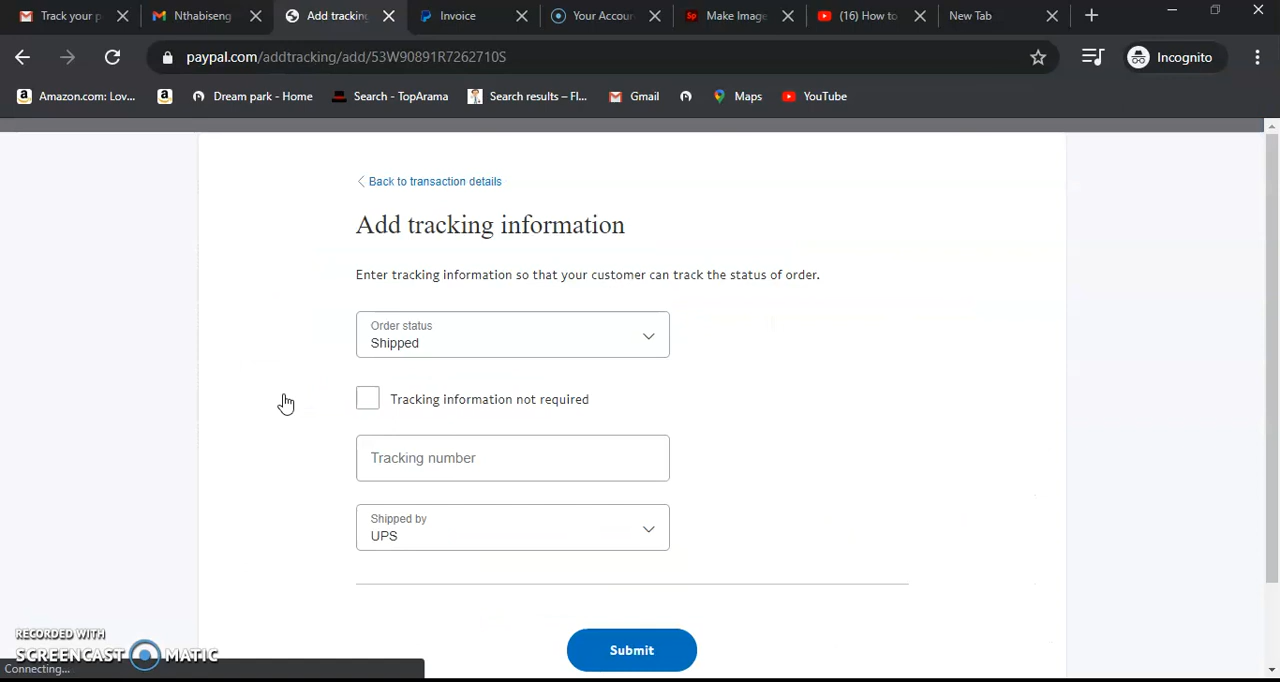 Track your p
Nthabiseng
Add trackin
Invoice
Your Accoun
Make Image
(16) How to
New Tab
paypal.com/addtracking/add/53W90891R7262710S
Incognito
Amazon.com: Lov...
Dream park - Home
Search - TopArama
Search results – Fl...
Gmail
Maps
YouTube
Back to transaction details
Add tracking information
Enter tracking information so that your customer can track the status of order.
Order status
Shipped
Tracking information not required
Tracking number
Shipped by
UPS
Submit
RECORDED WITH
SCREENCAST MATIC
Connecting...